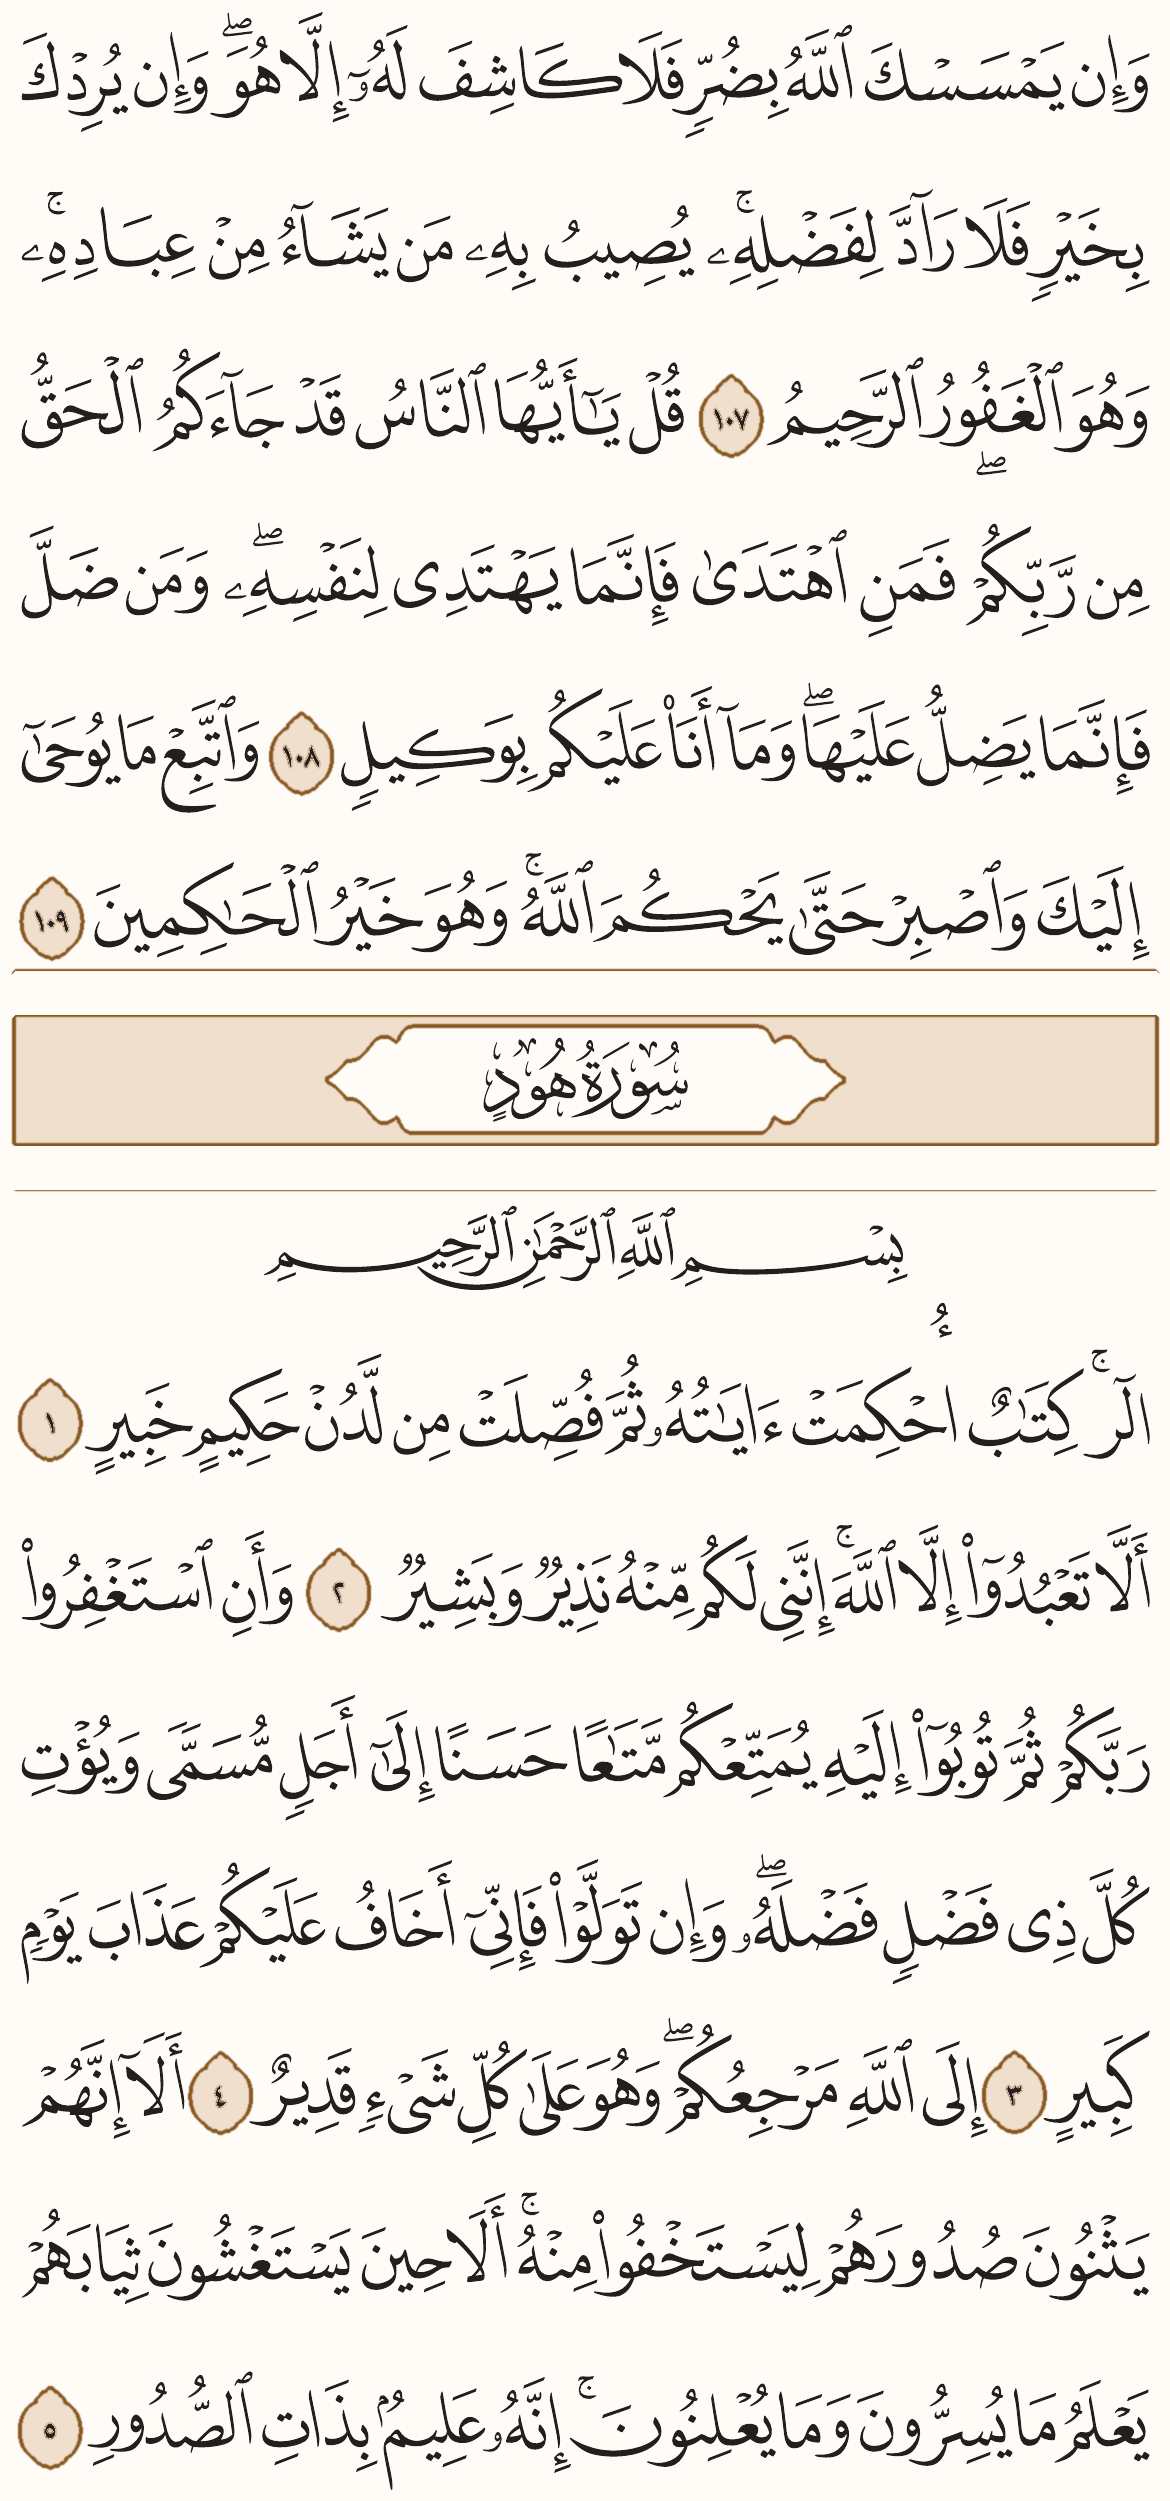 وَإِن يَمۡسَسۡكَ ٱللَّهُ بِضُرّٖ فَلَا كَاشِفَ لَهُۥٓ إِلَّا هُوَۖ وَإِن يُرِدۡكَ
بِخَيۡرٖ فَلَا رَآدَّ لِفَضۡلِهِۦۚ يُصِيبُ بِهِۦ مَن يَشَآءُ مِنۡ عِبَادِهِۦۚ
وَهُوَ ٱلۡغَفُورُ ٱلرَّحِيمُ ١٠٧ قُلۡ يَٰٓأَيُّهَا ٱلنَّاسُ قَدۡ جَآءَكُمُ ٱلۡحَقُّ
مِن رَّبِّكُمۡۖ فَمَنِ ٱهۡتَدَىٰ فَإِنَّمَا يَهۡتَدِي لِنَفۡسِهِۦۖ وَمَن ضَلَّ
فَإِنَّمَا يَضِلُّ عَلَيۡهَاۖ وَمَآ أَنَا۠ عَلَيۡكُم بِوَكِيلٖ ١٠٨ وَٱتَّبِعۡ مَا يُوحَىٰٓ
إِلَيۡكَ وَٱصۡبِرۡ حَتَّىٰ يَحۡكُمَ ٱللَّهُۚ وَهُوَ خَيۡرُ ٱلۡحَٰكِمِينَ ١٠٩
سُورَةُ هُودٍ
بِسۡمِ ٱللَّهِ ٱلرَّحۡمَٰنِ ٱلرَّحِيمِ
الٓرۚ كِتَٰبٌ أُحۡكِمَتۡ ءَايَٰتُهُۥ ثُمَّ فُصِّلَتۡ مِن لَّدُنۡ حَكِيمٍ خَبِيرٍ ١
أَلَّا تَعۡبُدُوٓاْ إِلَّا ٱللَّهَۚ إِنَّنِي لَكُم مِّنۡهُ نَذِيرٞ وَبَشِيرٞ ٢ وَأَنِ ٱسۡتَغۡفِرُواْ
رَبَّكُمۡ ثُمَّ تُوبُوٓاْ إِلَيۡهِ يُمَتِّعۡكُم مَّتَٰعًا حَسَنًا إِلَىٰٓ أَجَلٖ مُّسَمّٗى وَيُؤۡتِ
كُلَّ ذِي فَضۡلٖ فَضۡلَهُۥۖ وَإِن تَوَلَّوۡاْ فَإِنِّيٓ أَخَافُ عَلَيۡكُمۡ عَذَابَ يَوۡمٖ
كَبِيرٍ ٣ إِلَى ٱللَّهِ مَرۡجِعُكُمۡۖ وَهُوَ عَلَىٰ كُلِّ شَيۡءٖ قَدِيرٌ ٤ أَلَآ إِنَّهُمۡ
يَثۡنُونَ صُدُورَهُمۡ لِيَسۡتَخۡفُواْ مِنۡهُۚ أَلَا حِينَ يَسۡتَغۡشُونَ ثِيَابَهُمۡ
يَعۡلَمُ مَا يُسِرُّونَ وَمَا يُعۡلِنُونَۚ إِنَّهُۥ عَلِيمُۢ بِذَاتِ ٱلصُّدُورِ ٥